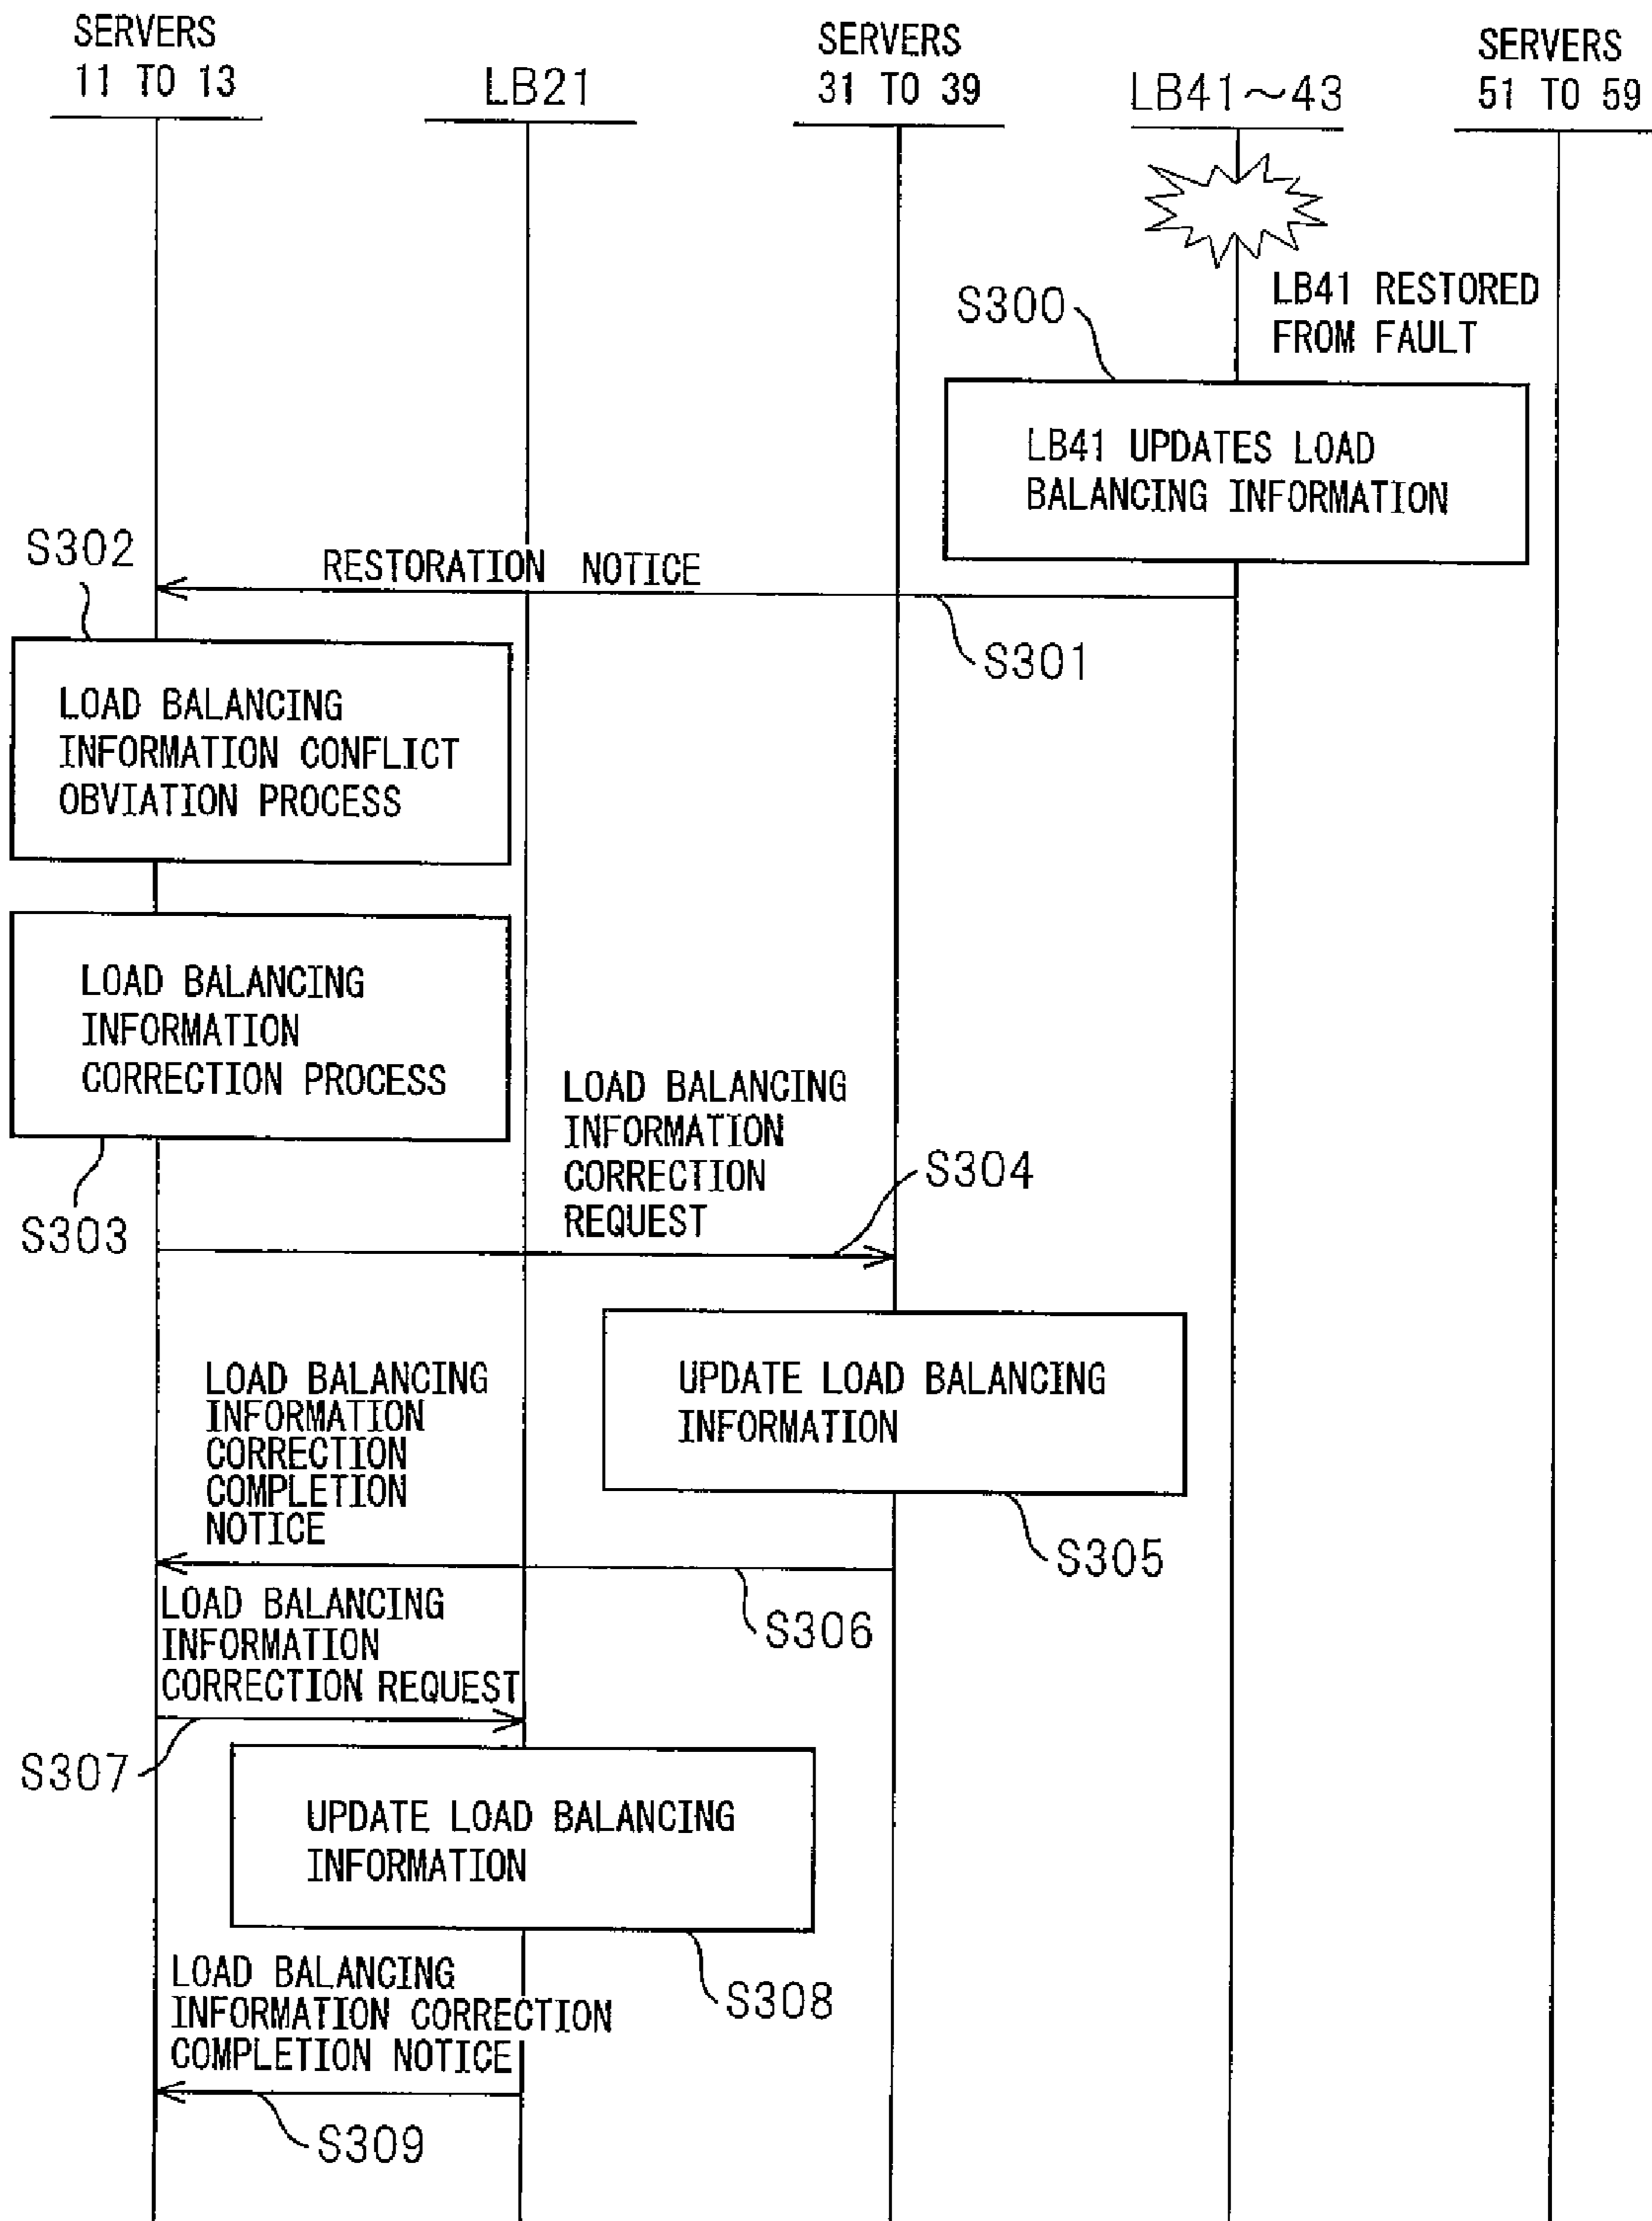 SERVERS
11 TO 13
LB21
SERVERS
31 TO 39
LB41～43
SERVERS
51 TO 59
LB41 RESTORED
FROM FAULT
S300
LB41 UPDATES LOAD
BALANCING INFORMATION
S302
RESTORATION NOTICE
S301
LOAD BALANCING
INFORMATION CONFLICT
OBVIATION PROCESS
LOAD BALANCING
INFORMATION
CORRECTION PROCESS
S303
LOAD BALANCING
INFORMATION
CORRECTION
REQUEST
S304
UPDATE LOAD BALANCING
INFORMATION
S305
LOAD BALANCING
INFORMATION
CORRECTION
COMPLETION
NOTICE
S306
LOAD BALANCING
INFORMATION
CORRECTION REQUEST
S307
UPDATE LOAD BALANCING
INFORMATION
S308
LOAD BALANCING
INFORMATION CORRECTION
COMPLETION NOTICE
S309